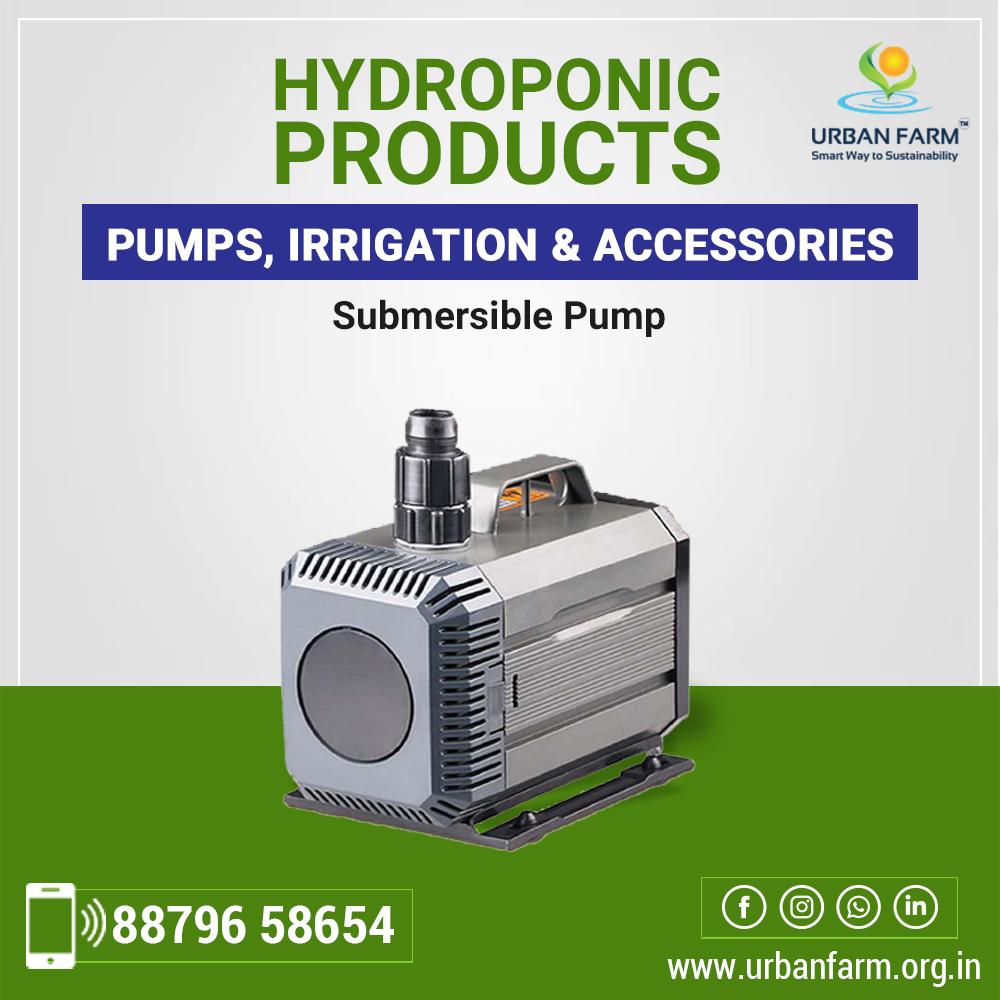 HYDROPONIC
PRODUCTS
URBAN FARM™
Smart Way to Sustainability
PUMPS, IRRIGATION & ACCESSORIES
Submersible Pump
88796 58654
www.urbanfarm.org.in